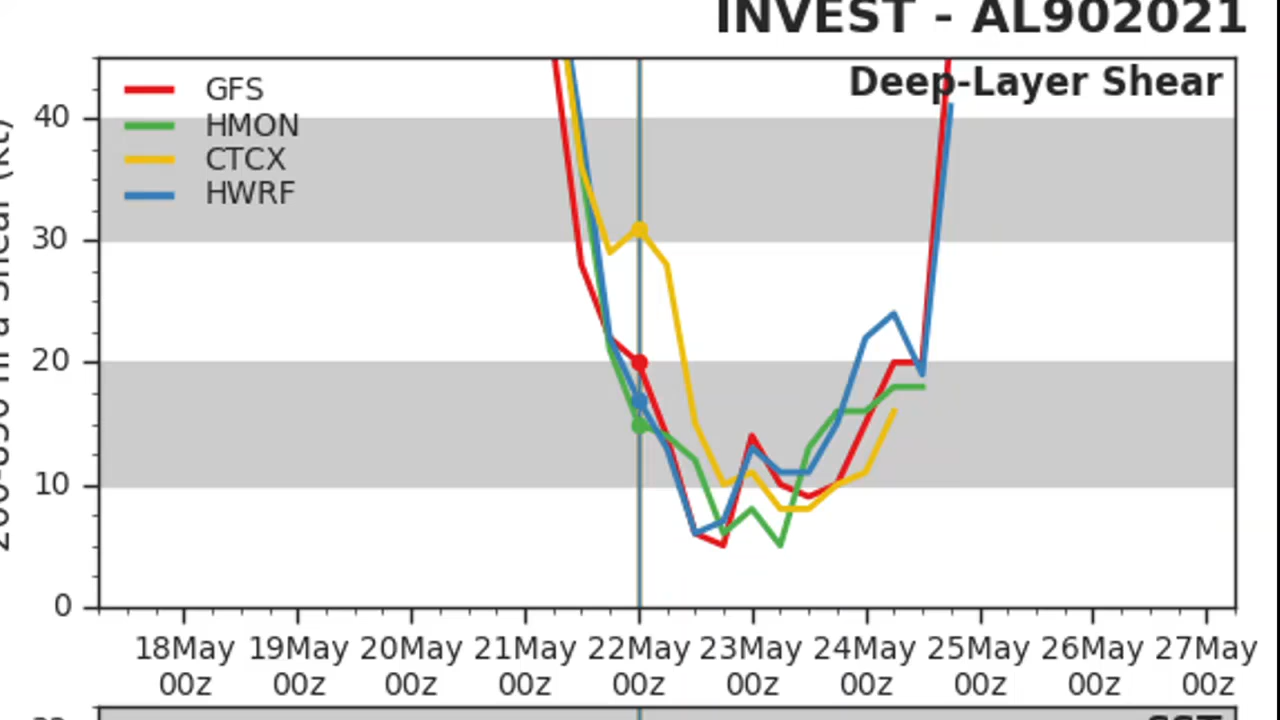 INVEST - AL902021
Deep-Layer Shear
GFS
HMON
CTCX
HWRF
40
30
20
10
0
18May 19May 20May 21May 22May 23May 24May 25May 26May 27May
00z 00z 00z 00z 00z 00z 00z 00z 00z 00z